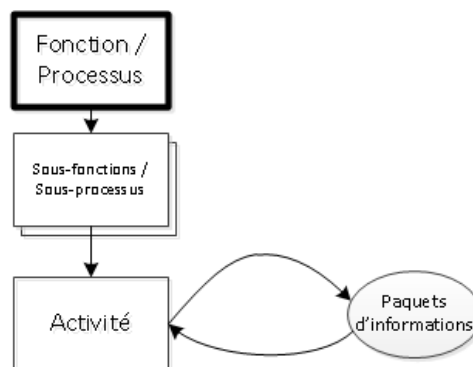 Fonction /
Processus
Sous-fonctions /
Sous-processus
Activité
Paquets
d'informations